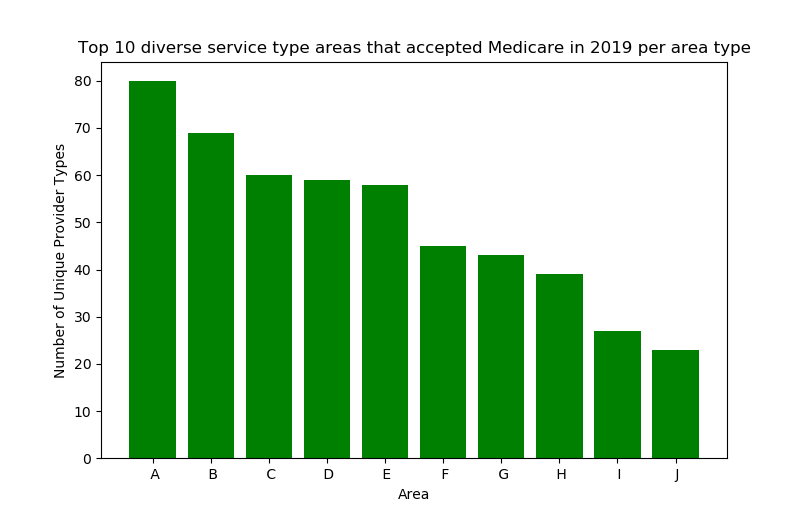 Top 10 diverse service type areas that accepted Medicare in 2019 per area type
Number of Unique Provider Types
80
70
60
50
40
30
20
10
0
A B C D E F G H I J
Area